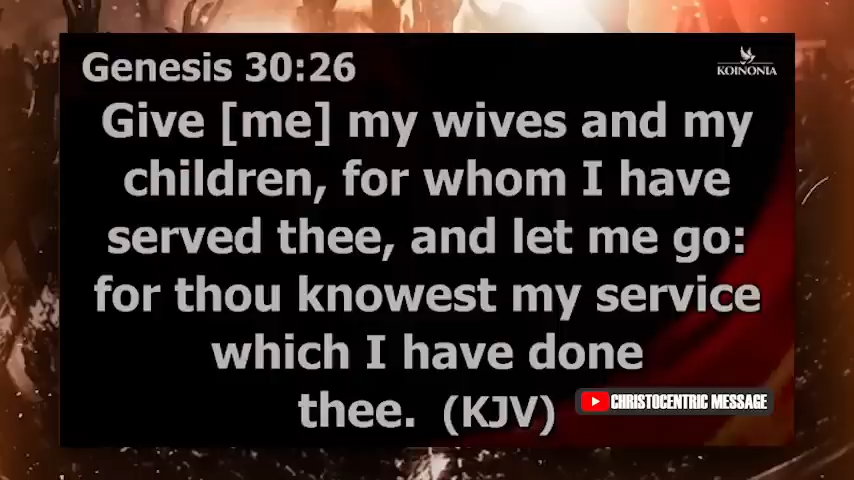 Genesis 30:26
KOINONIA
Give [me] my wives and my
children, for whom I have
served thee, and let me go:
for thou knowest my service
which I have done
thee. (KJV)
CHRISTOCENTRIC MESSAGE